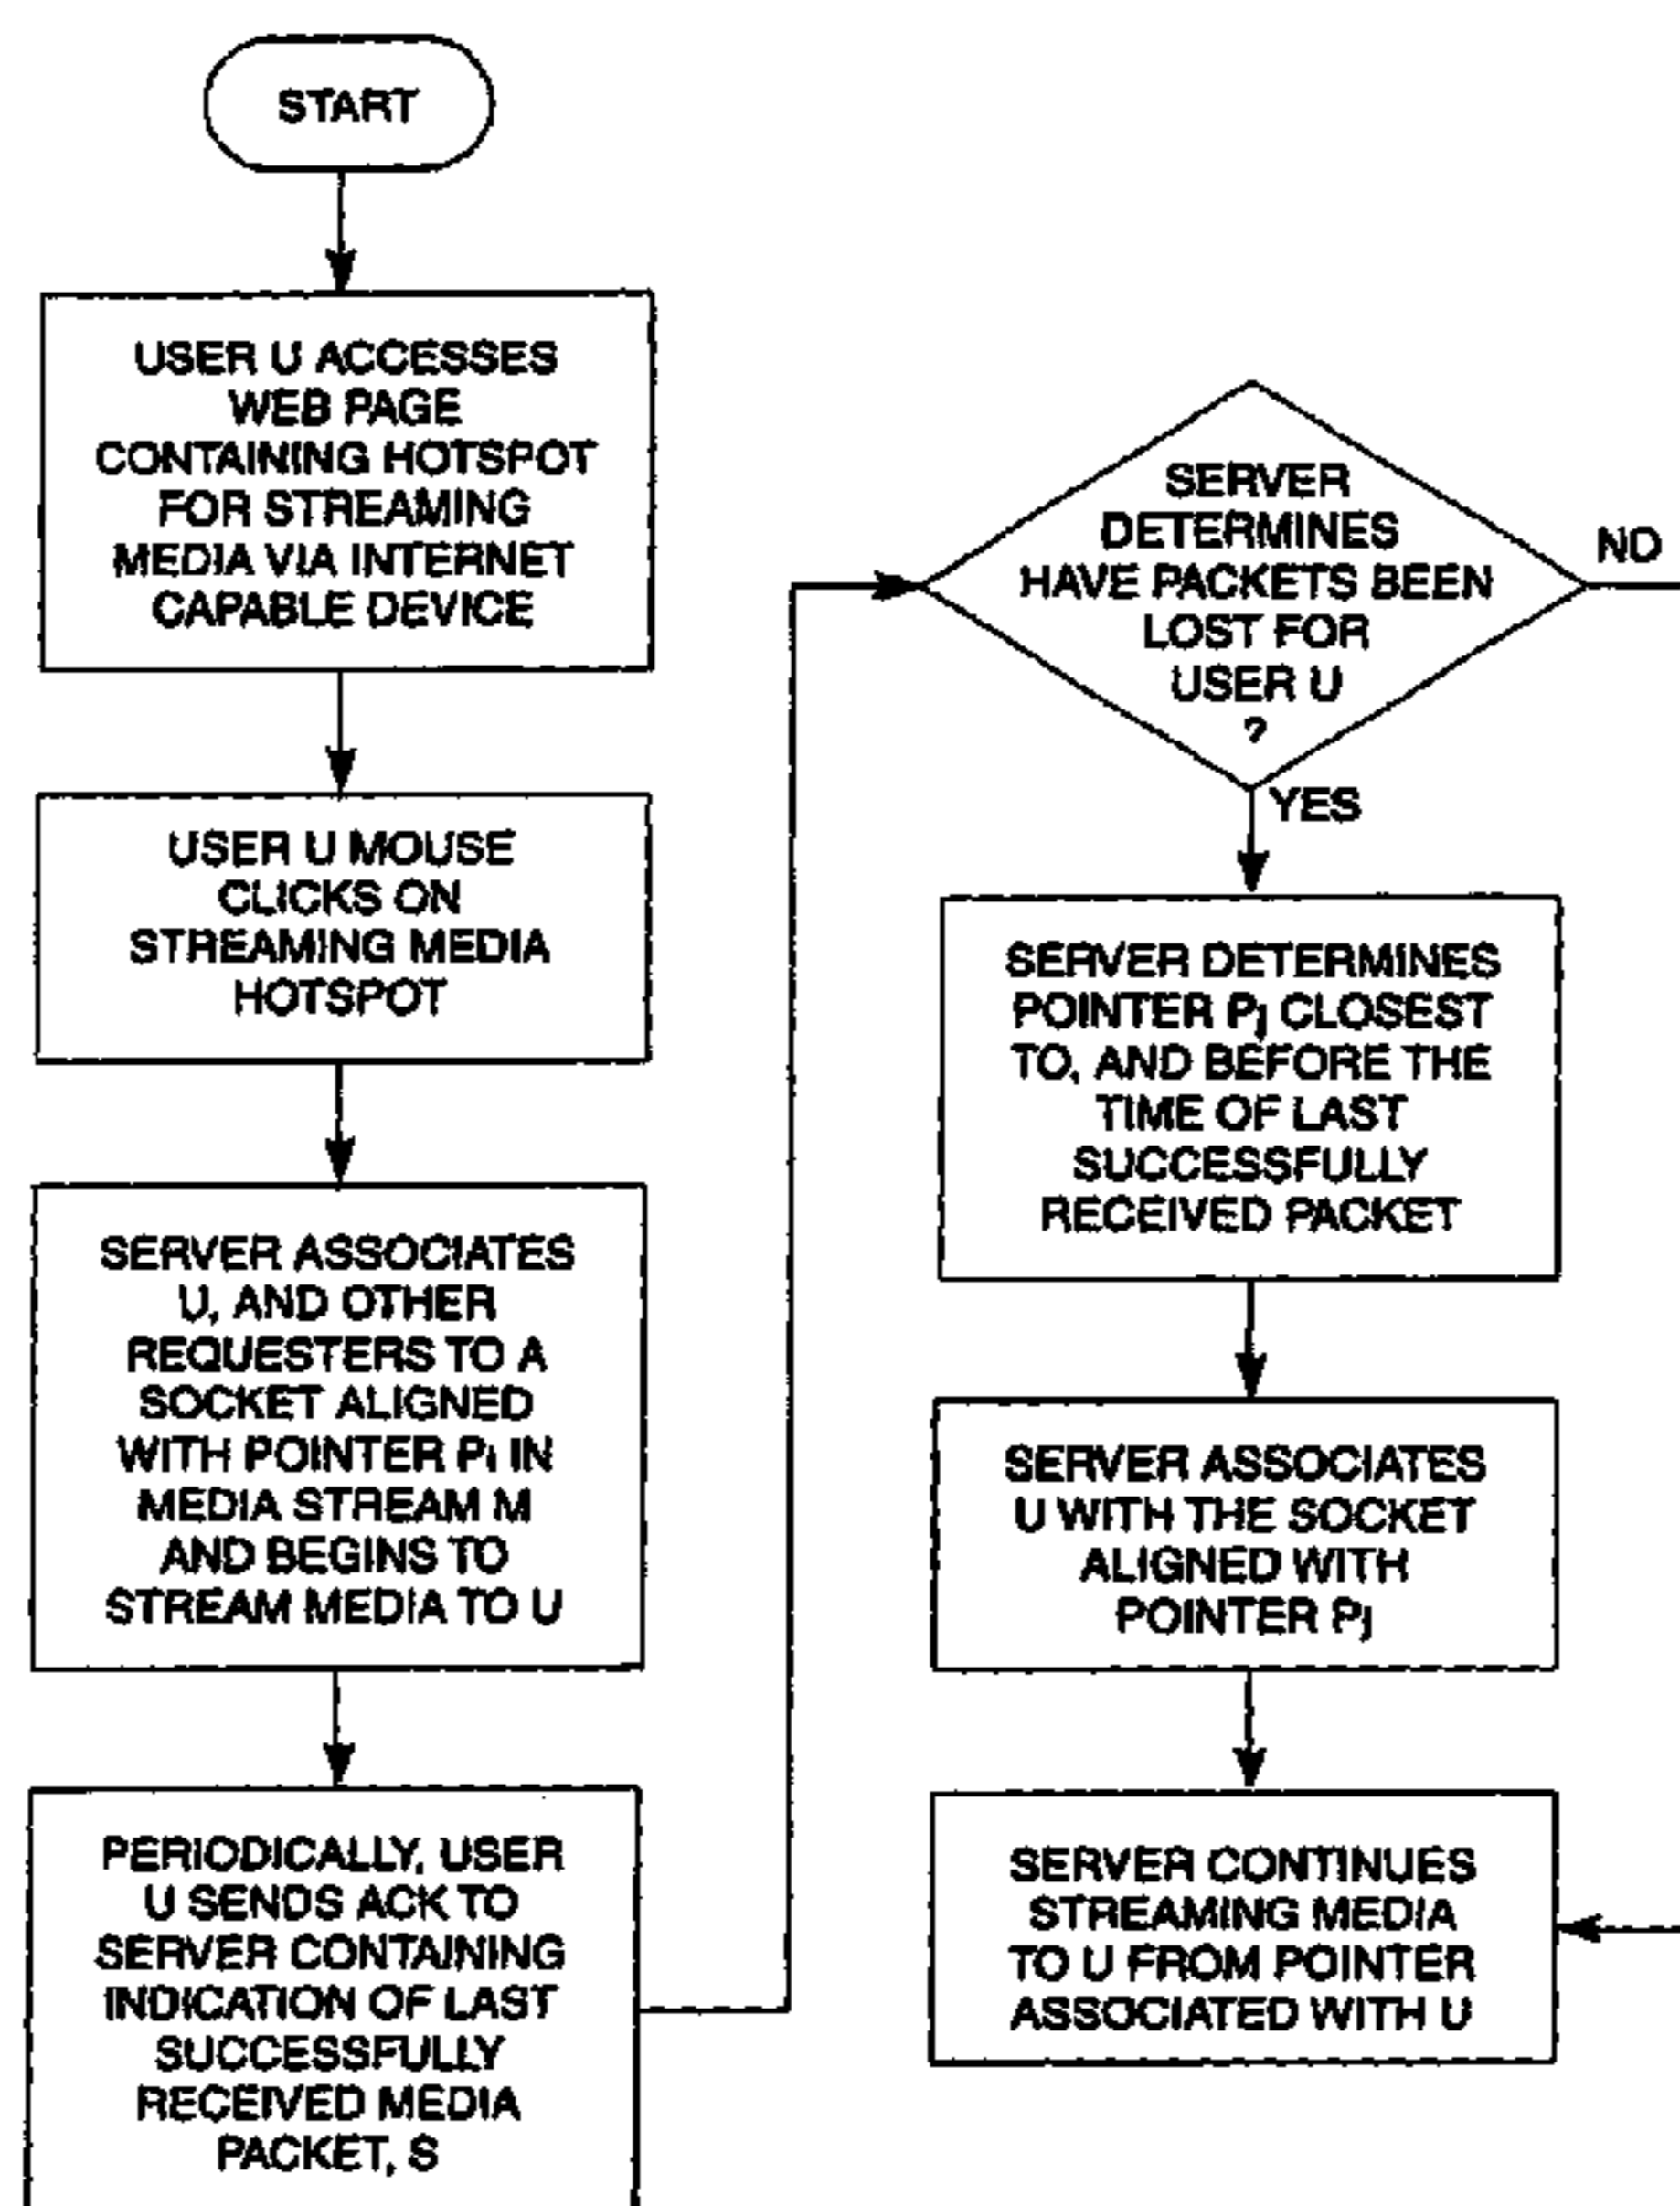 START
USER U ACCESSES
WEB PAGE
CONTAINING HOTSPOT
FOR STREAMING
MEDIA VIA INTERNET
CAPABLE DEVICE
USER U MOUSE
CLICKS ON
STREAMING MEDIA
HOTSPOT
SERVER ASSOCIATES
U, AND OTHER
REQUESTERS TO A
SOCKET ALIGNED
WITH POINTER Pi IN
MEDIA STREAM M
AND BEGINS TO
STREAM MEDIA TO U
PERIODICALLY, USER
U SENDS ACK TO
SERVER CONTAINING
INDICATION OF LAST
SUCCESSFULLY
RECEIVED MEDIA
PACKET, S
SERVER
DETERMINES
HAVE PACKETS BEEN
LOST FOR
USER U
?
NO
YES
SERVER DETERMINES
POINTER Pj CLOSEST
TO, AND BEFORE THE
TIME OF LAST
SUCCESSFULLY
RECEIVED PACKET
SERVER ASSOCIATES
U WITH THE SOCKET
ALIGNED WITH
POINTER Pj
SERVER CONTINUES
STREAMING MEDIA
TO U FROM POINTER
ASSOCIATED WITH U